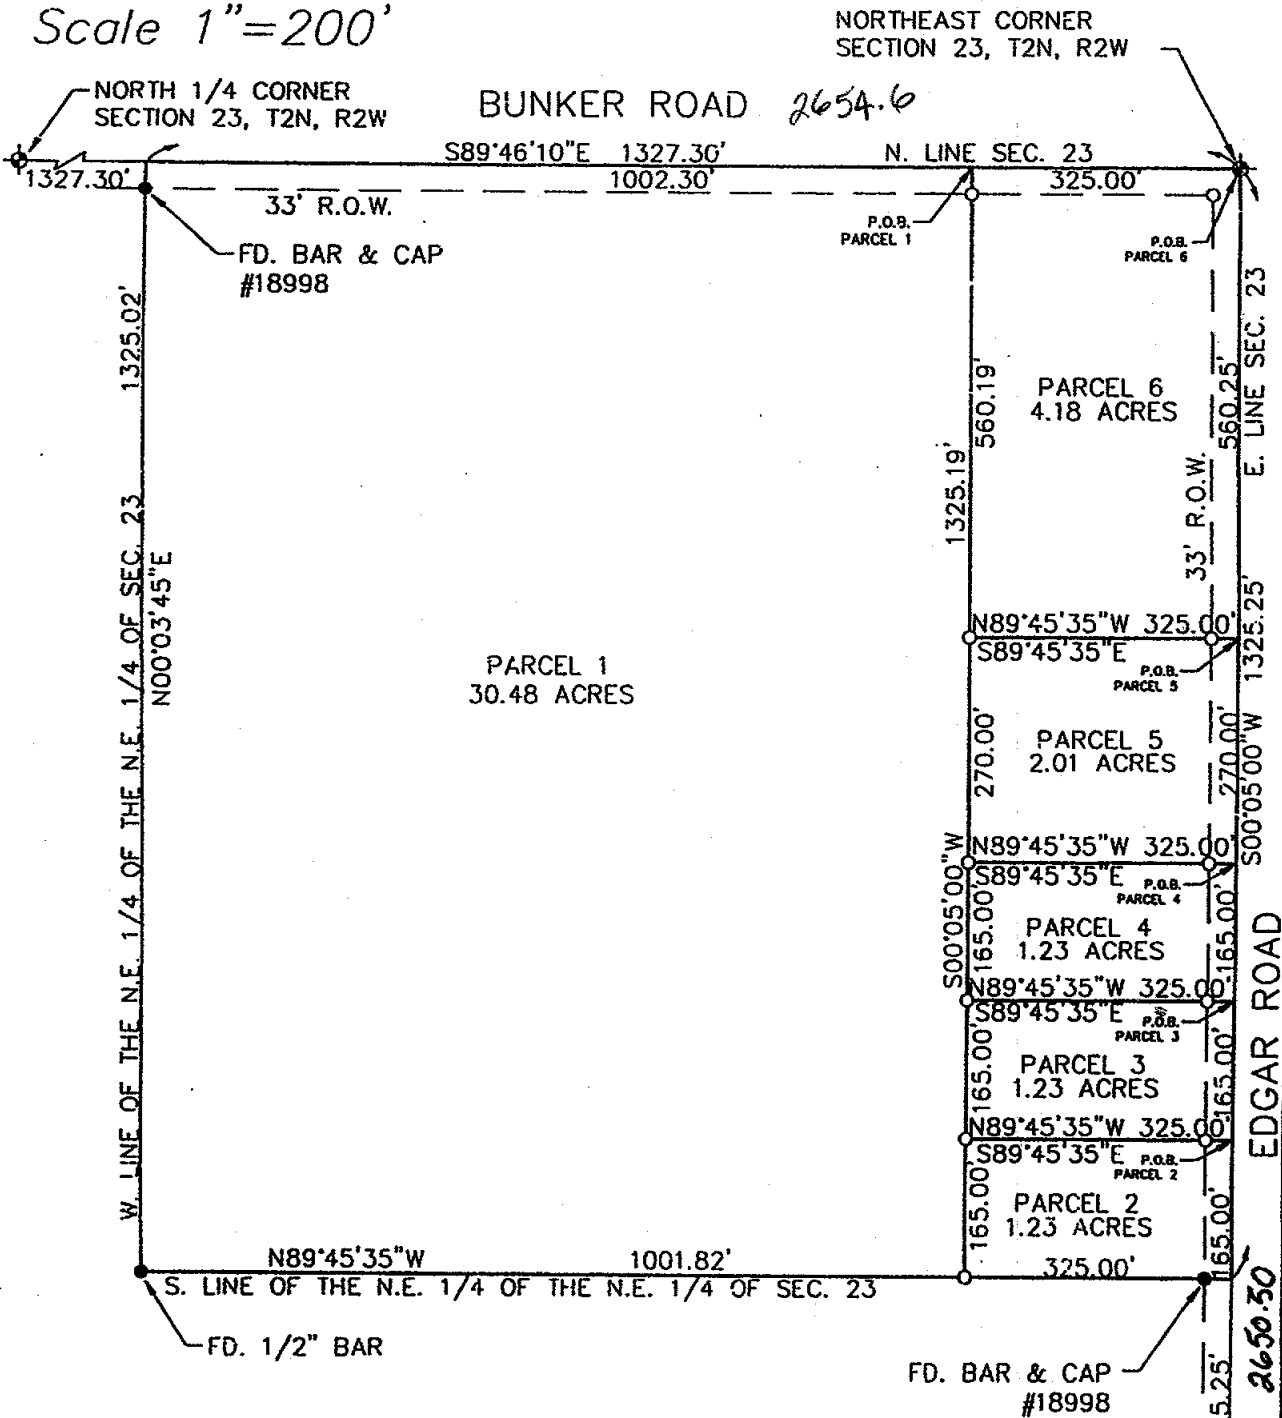 Scale 1"=200'
NORTHEAST CORNER
SECTION 23, T2N, R2W
NORTH 1/4 CORNER
SECTION 23, T2N, R2W
BUNKER ROAD 2654.6
S89°46'10"E 1327.30' N. LINE SEC. 23
1327.30' 1002.30' 325.00'
33' R.O.W.
P.O.B.
PARCEL 1
P.O.B.
PARCEL 6
FD. BAR & CAP
#18998
1325.02'
E. LINE SEC. 23
560.19'
PARCEL 6
4.18 ACRES
560.25'
1325.19'
33' R.O.W.
W. LINE OF THE N.E. 1/4 OF THE N.E. 1/4 OF SEC. 23
N00°03'45"E
1325.25'
N89°45'35"W 325.00'
S89°45'35"E
P.O.B.
PARCEL 5
PARCEL 1
30.48 ACRES
270.00'
PARCEL 5
2.01 ACRES
270.00'
S00°05'00"W
N89°45'35"W 325.00'
S89°45'35"E
P.O.B.
PARCEL 4
S00°05'00"W
165.00'
PARCEL 4
1.23 ACRES
165.00'
N89°45'35"W 325.00'
S89°45'35"E
P.O.B.
PARCEL 3
EDGAR ROAD
165.00'
PARCEL 3
1.23 ACRES
165.00'
N89°45'35"W 325.00'
S89°45'35"E
P.O.B.
PARCEL 2
165.00'
PARCEL 2
1.23 ACRES
165.00'
N89°45'35"W 1001.82' 325.00'
S. LINE OF THE N.E. 1/4 OF THE N.E. 1/4 OF SEC. 23
FD. 1/2" BAR
FD. BAR & CAP
#18998
5.25'
2650.50